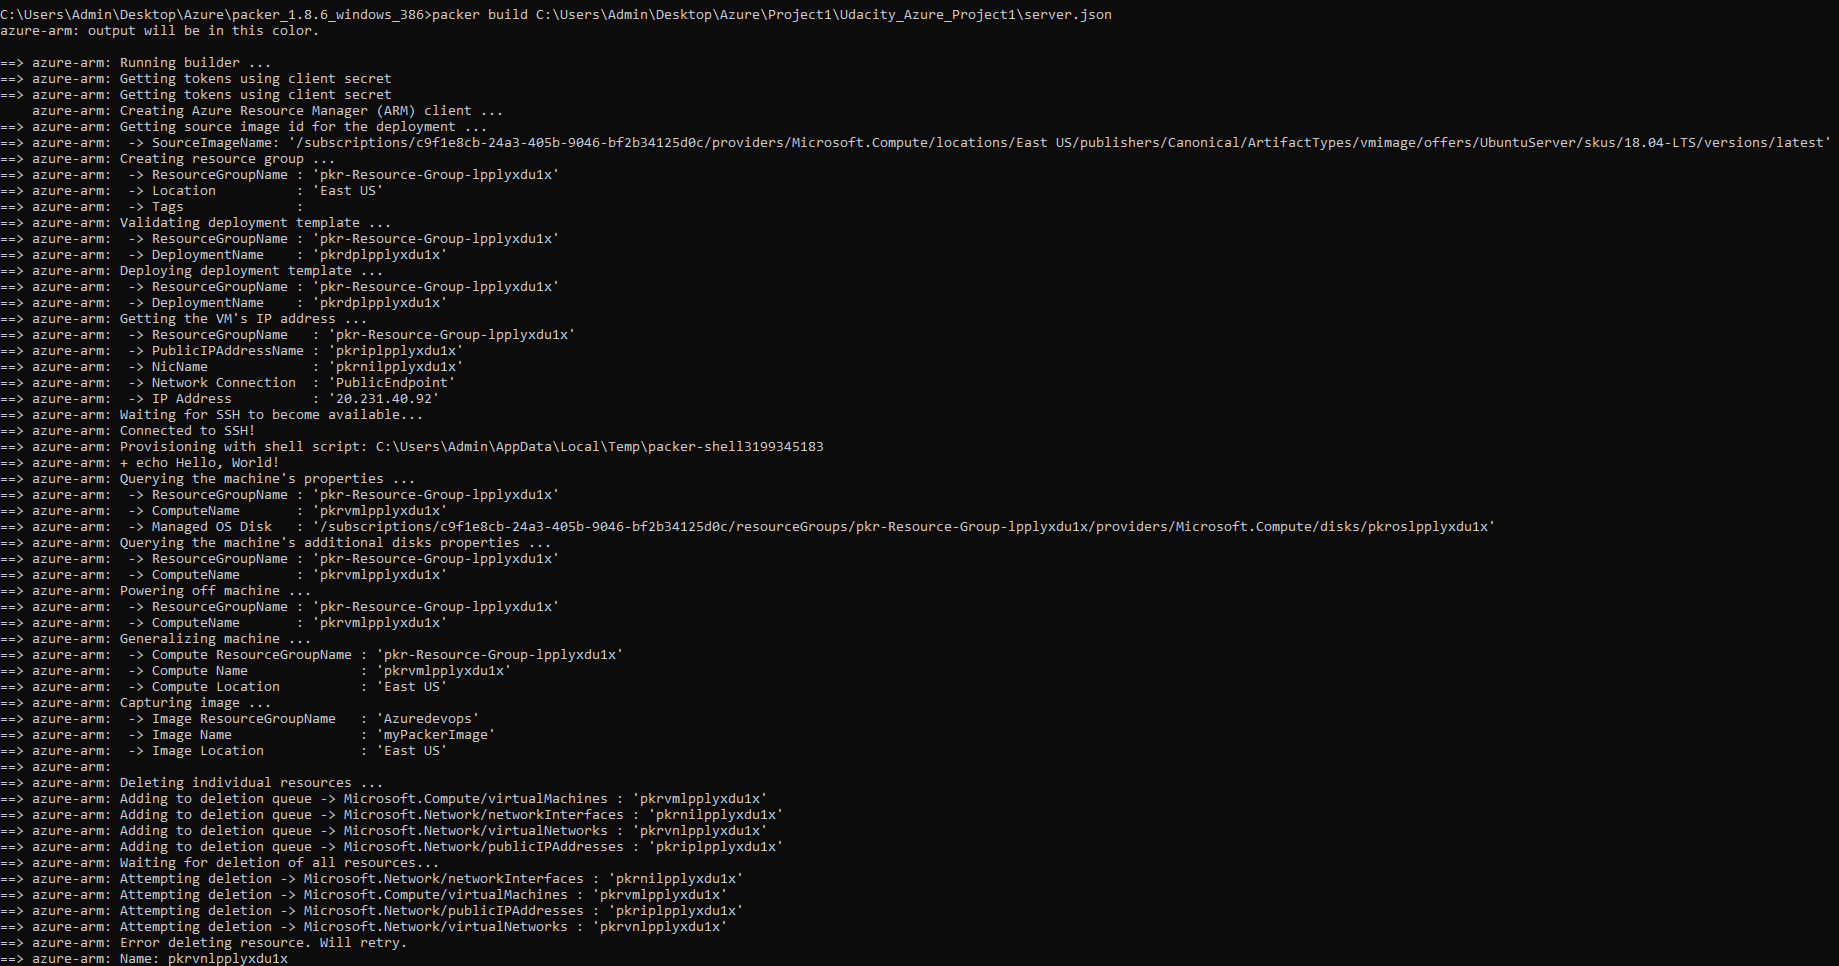 C:\Users\Admin\Desktop\Azure\packer_1.8.6_windows_386>packer build C:\Users\Admin\Desktop\Azure\Project1\Udacity_Azure_Project1\server.json
azure-arm: output will be in this color.

==> azure-arm: Running builder ...
==> azure-arm: Getting tokens using client secret
==> azure-arm: Getting tokens using client secret
    azure-arm: Creating Azure Resource Manager (ARM) client ...
==> azure-arm: Getting source image id for the deployment ...
==> azure-arm:  -> SourceImageName: '/subscriptions/c9f1e8cb-24a3-405b-9046-bf2b34125d0c/providers/Microsoft.Compute/locations/East US/publishers/Canonical/ArtifactTypes/vmimage/offers/UbuntuServer/skus/18.04-LTS/versions/latest'
==> azure-arm: Creating resource group ...
==> azure-arm:  -> ResourceGroupName : 'pkr-Resource-Group-lpplyxdu1x'
==> azure-arm:  -> Location          : 'East US'
==> azure-arm:  -> Tags              :
==> azure-arm: Validating deployment template ...
==> azure-arm:  -> ResourceGroupName : 'pkr-Resource-Group-lpplyxdu1x'
==> azure-arm:  -> DeploymentName    : 'pkrdplpplyxdu1x'
==> azure-arm: Deploying deployment template ...
==> azure-arm:  -> ResourceGroupName : 'pkr-Resource-Group-lpplyxdu1x'
==> azure-arm:  -> DeploymentName    : 'pkrdplpplyxdu1x'
==> azure-arm: Getting the VM's IP address ...
==> azure-arm:  -> ResourceGroupName   : 'pkr-Resource-Group-lpplyxdu1x'
==> azure-arm:  -> PublicIPAddressName : 'pkriplpplyxdu1x'
==> azure-arm:  -> NicName             : 'pkrnilpplyxdu1x'
==> azure-arm:  -> Network Connection  : 'PublicEndpoint'
==> azure-arm:  -> IP Address          : '20.231.40.92'
==> azure-arm: Waiting for SSH to become available...
==> azure-arm: Connected to SSH!
==> azure-arm: Provisioning with shell script: C:\Users\Admin\AppData\Local\Temp\packer-shell3199345183
==> azure-arm: + echo Hello, World!
==> azure-arm: Querying the machine's properties ...
==> azure-arm:  -> ResourceGroupName : 'pkr-Resource-Group-lpplyxdu1x'
==> azure-arm:  -> ComputeName       : 'pkrvmlpplyxdu1x'
==> azure-arm:  -> Managed OS Disk   : '/subscriptions/c9f1e8cb-24a3-405b-9046-bf2b34125d0c/resourceGroups/pkr-Resource-Group-lpplyxdu1x/providers/Microsoft.Compute/disks/pkroslpplyxdu1x'
==> azure-arm: Querying the machine's additional disks properties ...
==> azure-arm:  -> ResourceGroupName : 'pkr-Resource-Group-lpplyxdu1x'
==> azure-arm:  -> ComputeName       : 'pkrvmlpplyxdu1x'
==> azure-arm: Powering off machine ...
==> azure-arm:  -> ResourceGroupName : 'pkr-Resource-Group-lpplyxdu1x'
==> azure-arm:  -> ComputeName       : 'pkrvmlpplyxdu1x'
==> azure-arm: Generalizing machine ...
==> azure-arm:  -> Compute ResourceGroupName : 'pkr-Resource-Group-lpplyxdu1x'
==> azure-arm:  -> Compute Name              : 'pkrvmlpplyxdu1x'
==> azure-arm:  -> Compute Location          : 'East US'
==> azure-arm: Capturing image ...
==> azure-arm:  -> Image ResourceGroupName   : 'Azuredevops'
==> azure-arm:  -> Image Name                : 'myPackerImage'
==> azure-arm:  -> Image Location            : 'East US'
==> azure-arm:
==> azure-arm: Deleting individual resources ...
==> azure-arm: Adding to deletion queue -> Microsoft.Compute/virtualMachines : 'pkrvmlpplyxdu1x'
==> azure-arm: Adding to deletion queue -> Microsoft.Network/networkInterfaces : 'pkrnilpplyxdu1x'
==> azure-arm: Adding to deletion queue -> Microsoft.Network/virtualNetworks : 'pkrvnlpplyxdu1x'
==> azure-arm: Adding to deletion queue -> Microsoft.Network/publicIPAddresses : 'pkriplpplyxdu1x'
==> azure-arm: Waiting for deletion of all resources...
==> azure-arm: Attempting deletion -> Microsoft.Network/networkInterfaces : 'pkrnilpplyxdu1x'
==> azure-arm: Attempting deletion -> Microsoft.Compute/virtualMachines : 'pkrvmlpplyxdu1x'
==> azure-arm: Attempting deletion -> Microsoft.Network/publicIPAddresses : 'pkriplpplyxdu1x'
==> azure-arm: Attempting deletion -> Microsoft.Network/virtualNetworks : 'pkrvnlpplyxdu1x'
==> azure-arm: Error deleting resource. Will retry.
==> azure-arm: Name: pkrvnlpplyxdu1x